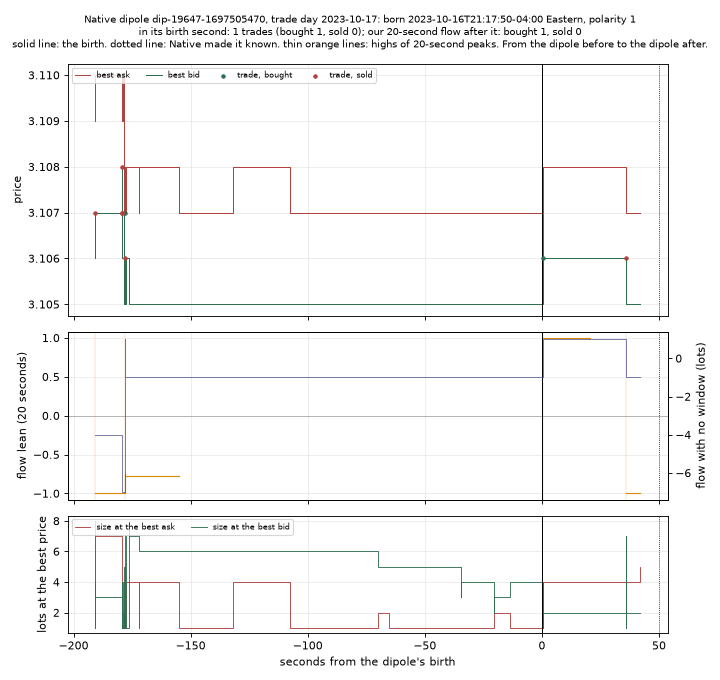 Native dipole dip-19647-1697505470, trade day 2023-10-17: born 2023-10-16T21:17:50-04:00 Eastern, polarity 1
in its birth second: 1 trades (bought 1, sold 0); our 20-second flow after it: bought 1, sold 0
solid line: the birth. dotted line: Native made it known. thin orange lines: highs of 20-second peaks. From the dipole before to the dipole after.
best ask
best bid
trade, bought
trade, sold
3.110
3.109
3.108
3.107
3.106
3.105
price
1.0
0.5
0.0
−0.5
−1.0
flow lean (20 seconds)
0
−2
−4
−6
flow with no window (lots)
size at the best ask
size at the best bid
8
6
4
2
lots at the best price
−200
−150
−100
−50
0
50
seconds from the dipole's birth